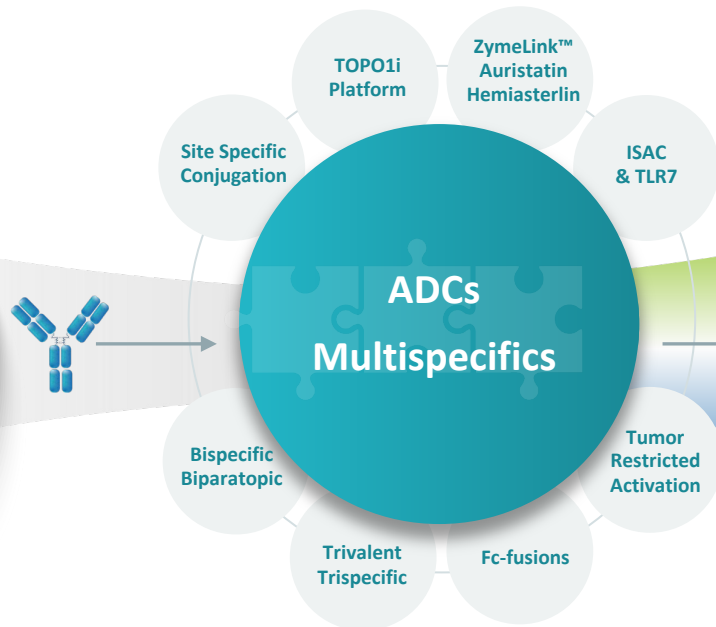 TOPO1i
Platform
ZymeLink™
Auristatin
Hemiasterlin
Site Specific
Conjugation
ISAC
& TLR7
ADCs
Multispecifics
Bispecific
Biparatopic
Tumor
Restricted
Activation
Trivalent
Trispecific
Fc-fusions